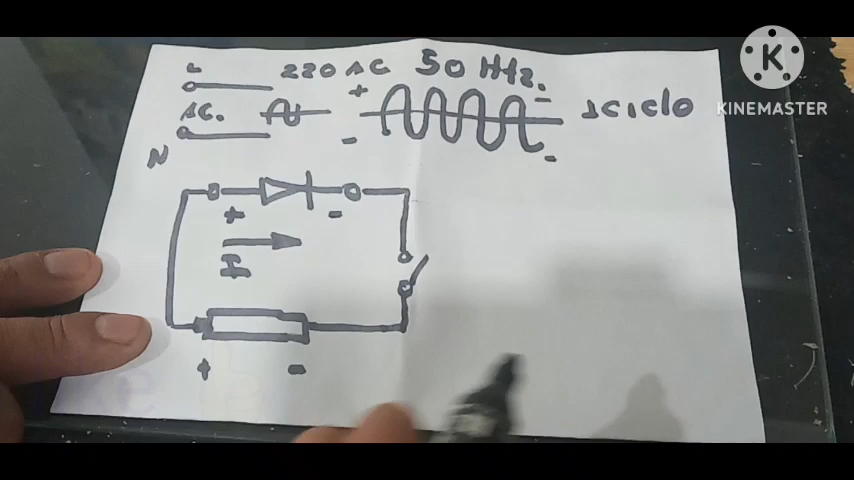 L 220 AC 50 Hz.
AC. + - 1 ciclo
N - -
+ -
I
+ -
K
KINEMASTER